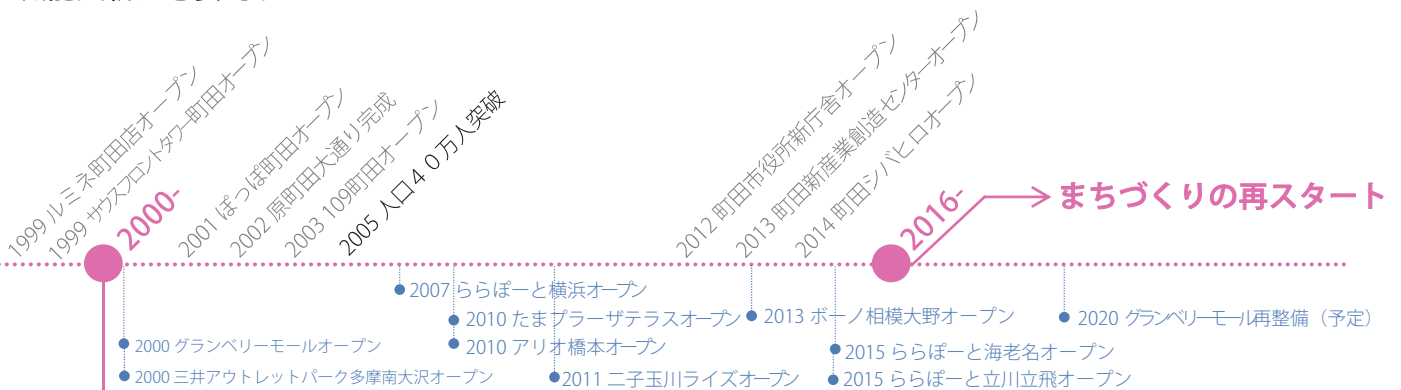 1999 ルミネ町田店オープン
1999 サウスフロントタワー町田オープン
2000-
2001 ぽっぽ町田オープン
2002 原町田大通り完成
2003 109町田オープン
2005 人口４０万人突破
2012 町田市役所新庁舎オープン
2013 町田新産業創造センターオープン
2014 町田シバヒロオープン
2016-
まちづくりの再スタート
2007 ららぽーと横浜オープン
2010 たまプラーザテラスオープン
2013 ボーノ相模大野オープン
2020 グランベリーモール再整備（予定）
2000 グランベリーモールオープン
2010 アリオ橋本オープン
2015 ららぽーと海老名オープン
2000 三井アウトレットパーク多摩南大沢オープン
2011 二子玉川ライズオープン
2015 ららぽーと立川立飛オープン